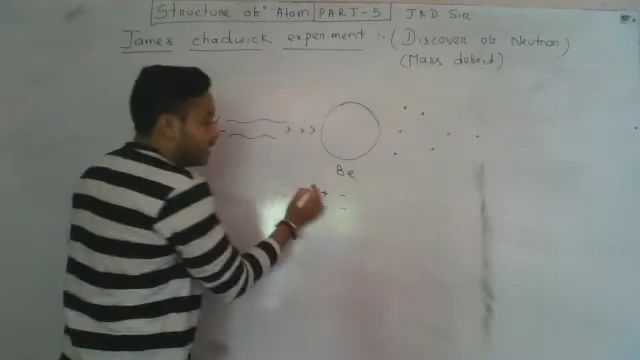 Structure of Atom PART-5 JKD Sir
James chadwick experiment :- (Discover of Neutron)
(Mass defect)
Be
+ -
-